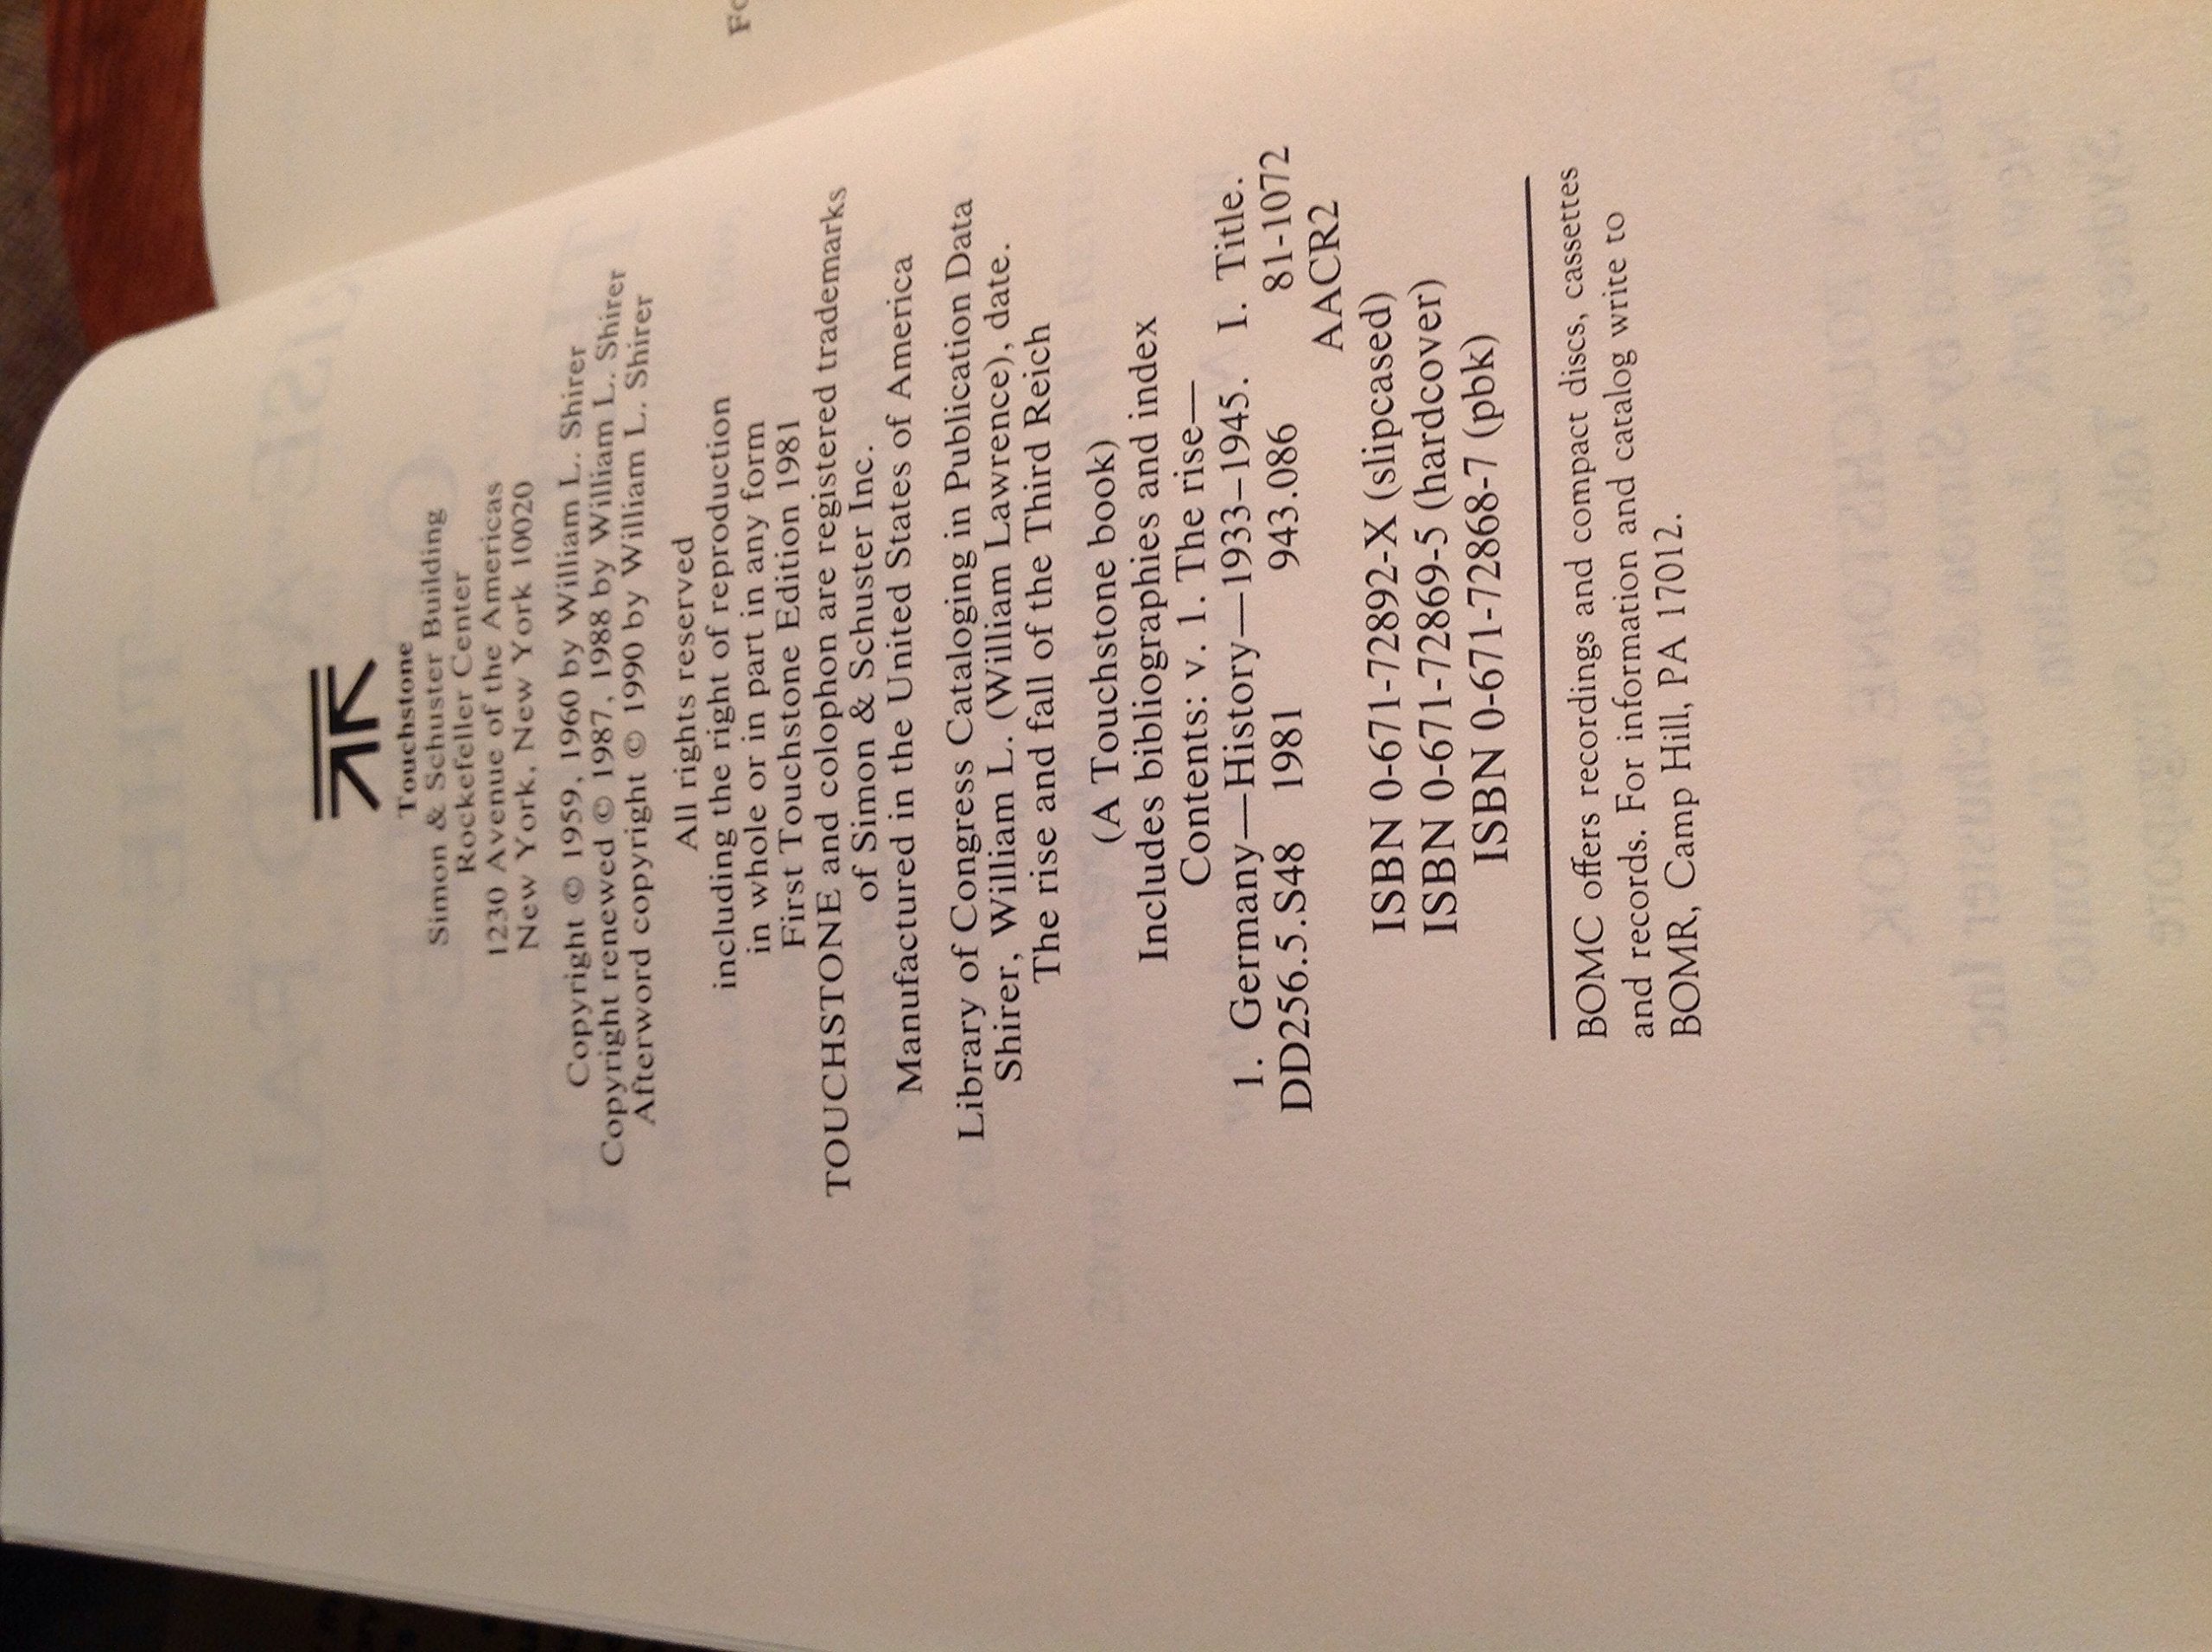 Fo
Touchstone
Simon & Schuster Building
Rockefeller Center
1230 Avenue of the Americas
New York, New York 10020
Copyright © 1959, 1960 by William L. Shirer
Copyright renewed © 1987, 1988 by William L. Shirer
Afterword copyright © 1990 by William L. Shirer
All rights reserved
including the right of reproduction
in whole or in part in any form
First Touchstone Edition 1981
TOUCHSTONE and colophon are registered trademarks
of Simon & Schuster Inc.
Manufactured in the United States of America
Library of Congress Cataloging in Publication Data
Shirer, William L. (William Lawrence), date.
The rise and fall of the Third Reich
(A Touchstone book)
Includes bibliographies and index
Contents: v. 1. The rise—
1. Germany—History—1933–1945. I. Title.
DD256.5.S48 1981 943.086 81-1072
AACR2
ISBN 0-671-72892-X (slipcased)
ISBN 0-671-72869-5 (hardcover)
ISBN 0-671-72868-7 (pbk)
BOMC offers recordings and compact discs, cassettes
and records. For information and catalog write to
BOMR, Camp Hill, PA 17012.